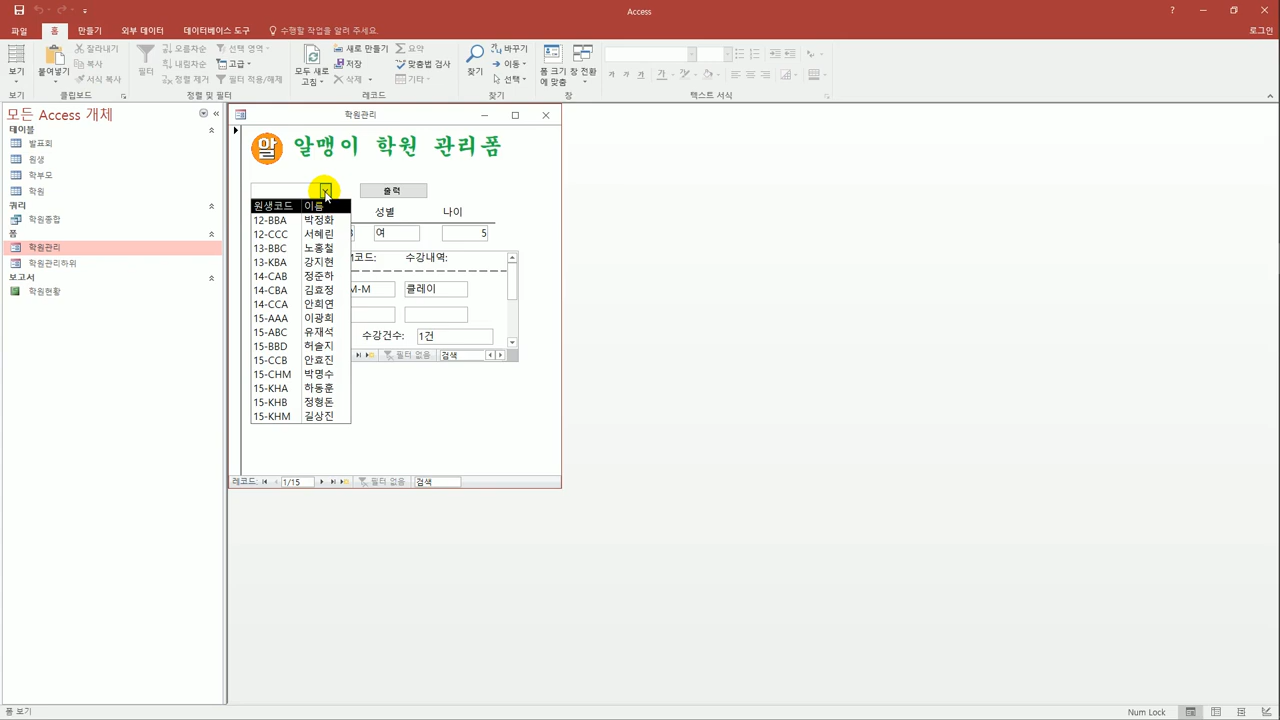 Access
파일 홈 만들기 외부 데이터 데이터베이스 도구 수행할 작업을 알려 주세요. 로그인
보기
보기
붙여넣기
잘라내기
복사
서식 복사
클립보드
필터
오름차순
내림차순
정렬 제거
선택 영역
고급
필터 적용/해제
정렬 및 필터
모두 새로 고침
새로 만들기
저장
삭제
요약
맞춤법 검사
기타
레코드
찾기
바꾸기
이동
선택
찾기
폼 크기에 맞춤
창 전환
창
가 가 가
텍스트 서식
모든 Access 개체
테이블
발표회
원생
학부모
학원
쿼리
학원종합
폼
학원관리
학원관리하위
보고서
학원현황
학원관리
알 알맹이 학원 관리폼
출력
원생코드 이름
12-BBA 박정화
12-CCC 서혜린
13-BBC 노홍철
13-KBA 강지현
14-CAB 정준하
14-CBA 김효정
14-CCA 안희연
15-AAA 이광희
15-ABC 유재석
15-BBD 허솔지
15-CCB 안효진
15-CHM 박명수
15-KHA 하동훈
15-KHB 정형돈
15-KHM 길상진
성별 나이
여 5
코드: 수강내역:
M-M 클레이
수강건수: 1건
필터 없음 검색
레코드: 1/15 필터 없음 검색
폼 보기 Num Lock